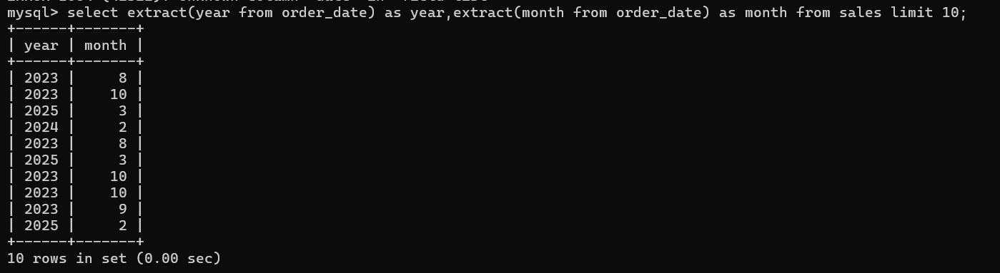 mysql> select extract(year from order_date) as year,extract(month from order_date) as month from sales limit 10;
+------+-------+
| year | month |
+------+-------+
| 2023 |     8 |
| 2023 |    10 |
| 2025 |     3 |
| 2024 |     2 |
| 2023 |     8 |
| 2025 |     3 |
| 2023 |    10 |
| 2023 |    10 |
| 2023 |     9 |
| 2025 |     2 |
+------+-------+
10 rows in set (0.00 sec)